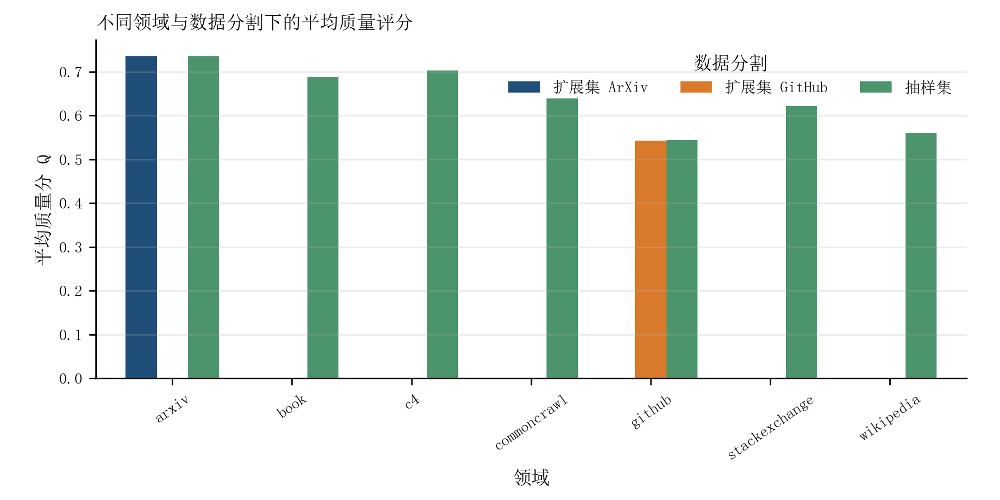 不同领域与数据分割下的平均质量评分
数据分割
扩展集 ArXiv
扩展集 GitHub
抽样集
平均质量分 Q
0.7
0.6
0.5
0.4
0.3
0.2
0.1
0.0
arxiv
book
c4
commoncrawl
github
stackexchange
wikipedia
领域